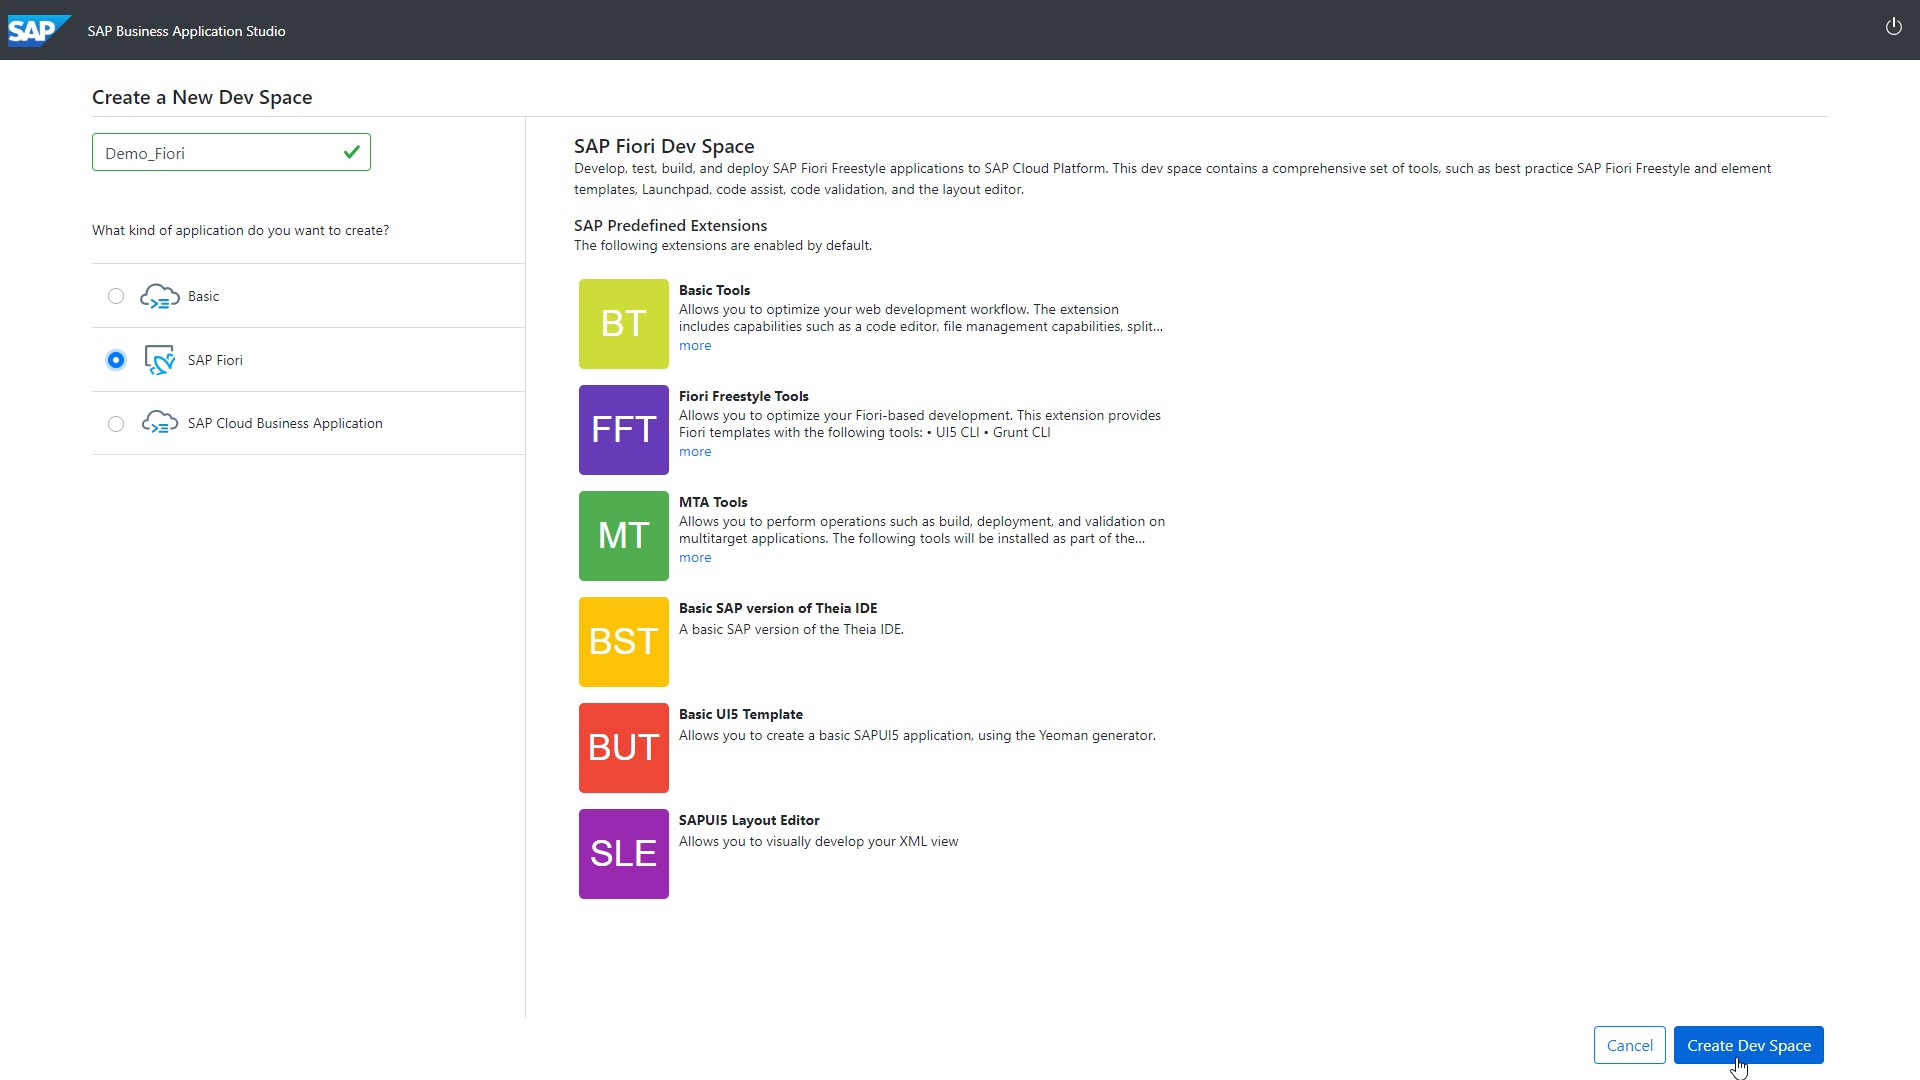 SAP
SAP Business Application Studio
Create a New Dev Space
Demo_Fiori
What kind of application do you want to create?
Basic
SAP Fiori
SAP Cloud Business Application
SAP Fiori Dev Space
Develop, test, build, and deploy SAP Fiori Freestyle applications to SAP Cloud Platform. This dev space contains a comprehensive set of tools, such as best practice SAP Fiori Freestyle and element
templates, Launchpad, code assist, code validation, and the layout editor.
SAP Predefined Extensions
The following extensions are enabled by default.
BT
Basic Tools
Allows you to optimize your web development workflow. The extension
includes capabilities such as a code editor, file management capabilities, split...
more
FFT
Fiori Freestyle Tools
Allows you to optimize your Fiori-based development. This extension provides
Fiori templates with the following tools: • UI5 CLI • Grunt CLI
more
MT
MTA Tools
Allows you to perform operations such as build, deployment, and validation on
multitarget applications. The following tools will be installed as part of the...
more
BST
Basic SAP version of Theia IDE
A basic SAP version of the Theia IDE.
BUT
Basic UI5 Template
Allows you to create a basic SAPUI5 application, using the Yeoman generator.
SLE
SAPUI5 Layout Editor
Allows you to visually develop your XML view
Cancel
Create Dev Space